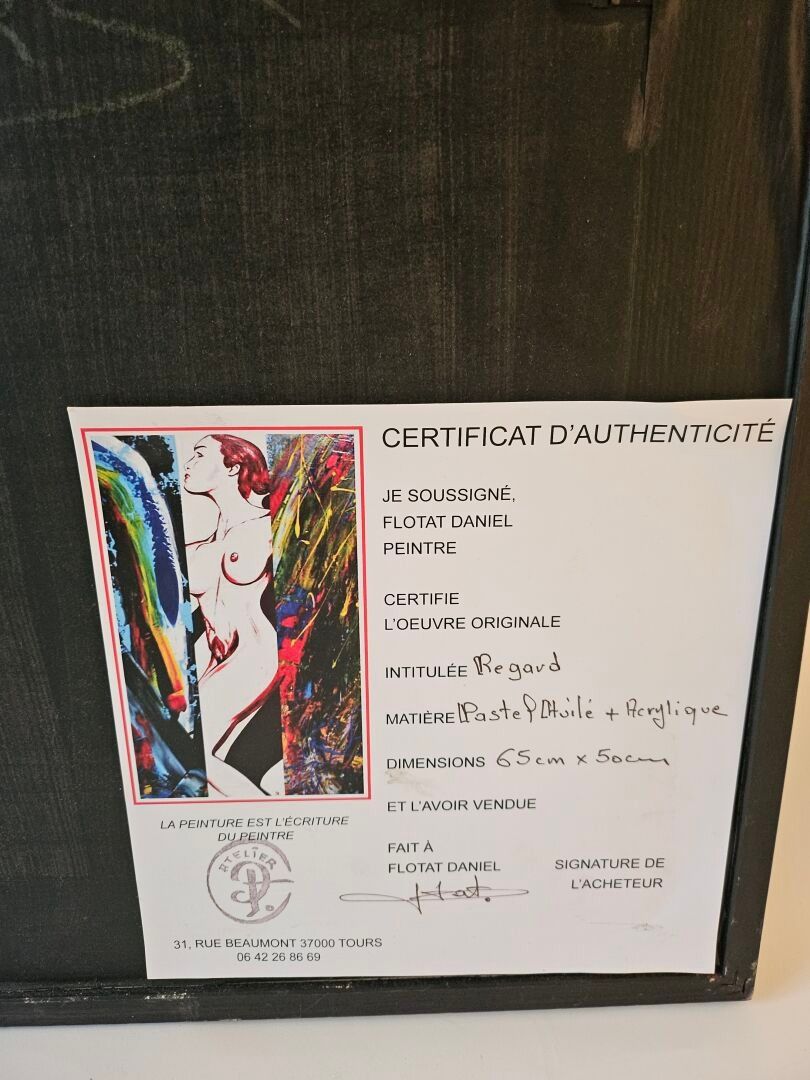 CERTIFICAT D'AUTHENTICITÉ
JE SOUSSIGNÉ,
FLOTAT DANIEL
PEINTRE
CERTIFIE
L'OEUVRE ORIGINALE
INTITULÉE Regard
MATIÈRE Pastel Huilé + Acrylique
DIMENSIONS 65cm x 50cm
ET L'AVOIR VENDUE
FAIT À
FLOTAT DANIEL
SIGNATURE DE
L'ACHETEUR
LA PEINTURE EST L'ÉCRITURE
DU PEINTRE
ATELIER
31, RUE BEAUMONT 37000 TOURS
06 42 26 86 69